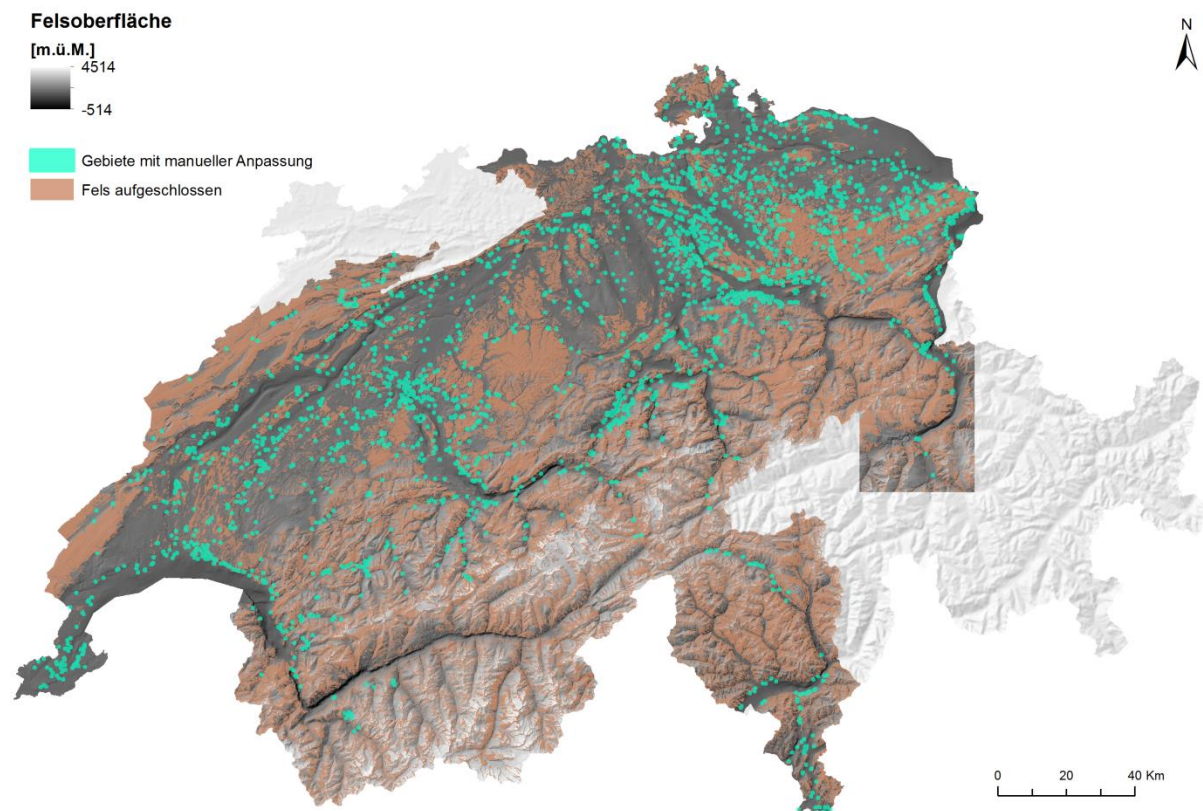 Felsoberfläche
[m.ü.M.]
4514
-514
Gebiete mit manueller Anpassung
Fels aufgeschlossen
N
0 20 40 Km